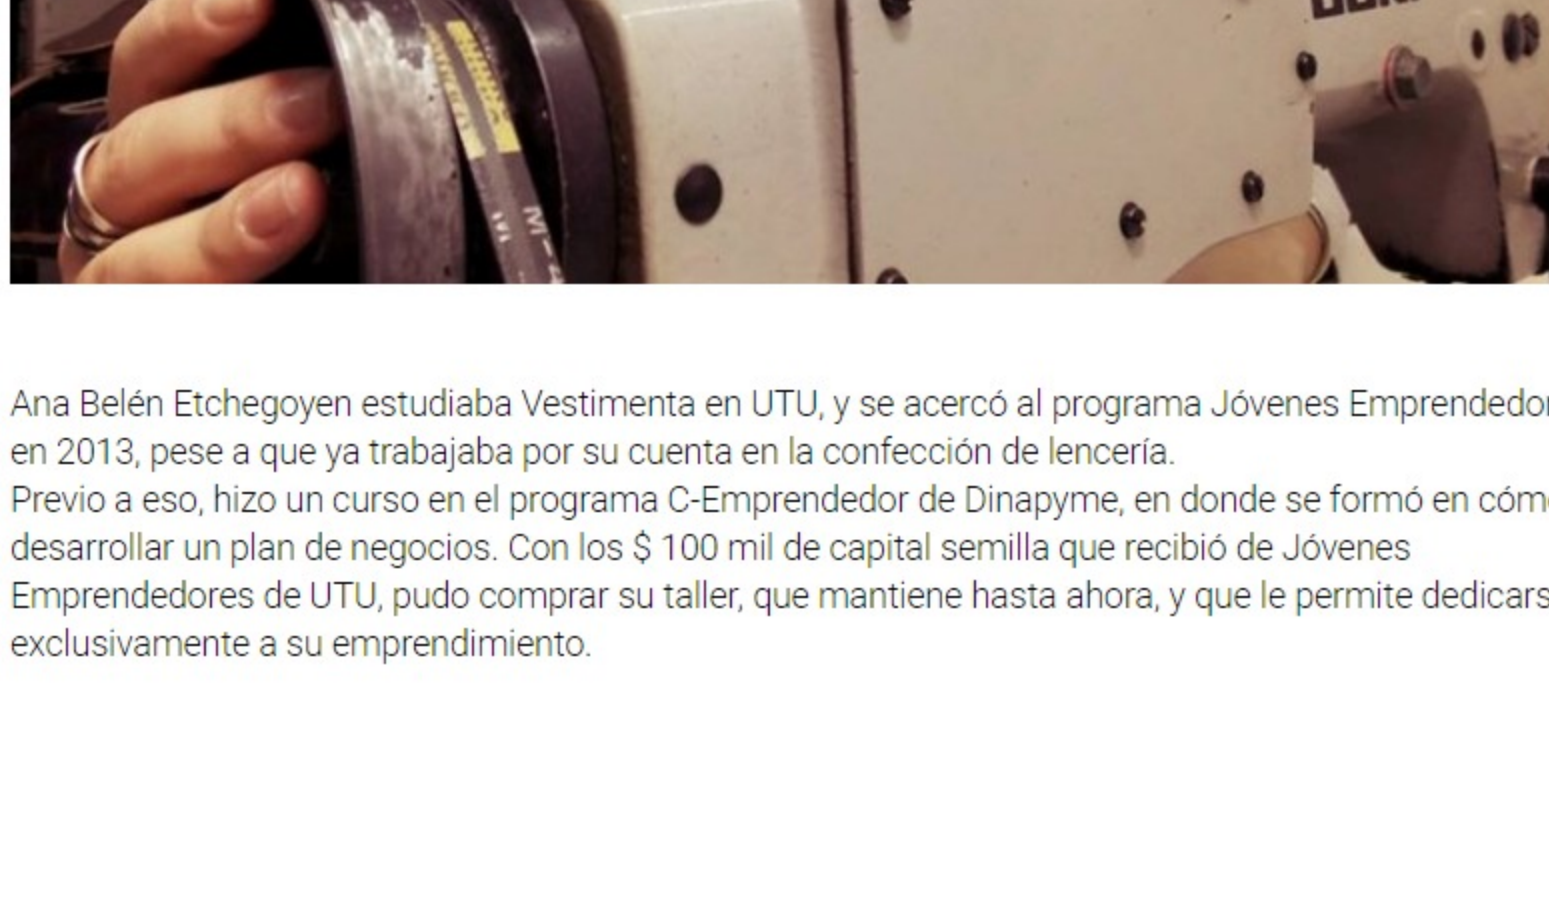 M-
Ana Belén Etchegoyen estudiaba Vestimenta en UTU, y se acercó al programa Jóvenes
en 2013, pese a que ya trabajaba por su cuenta en la confección de lencería.
Previo a eso, hizo un curso en el programa C-Emprendedor de Dinapyme, en donde se formó en
desarrollar un plan de negocios. Con los $ 100 mil de capital semilla que recibió de Jóvenes
Emprendedores de UTU, pudo comprar su taller, que mantiene hasta ahora, y que le permite
exclusivamente a su emprendimiento.